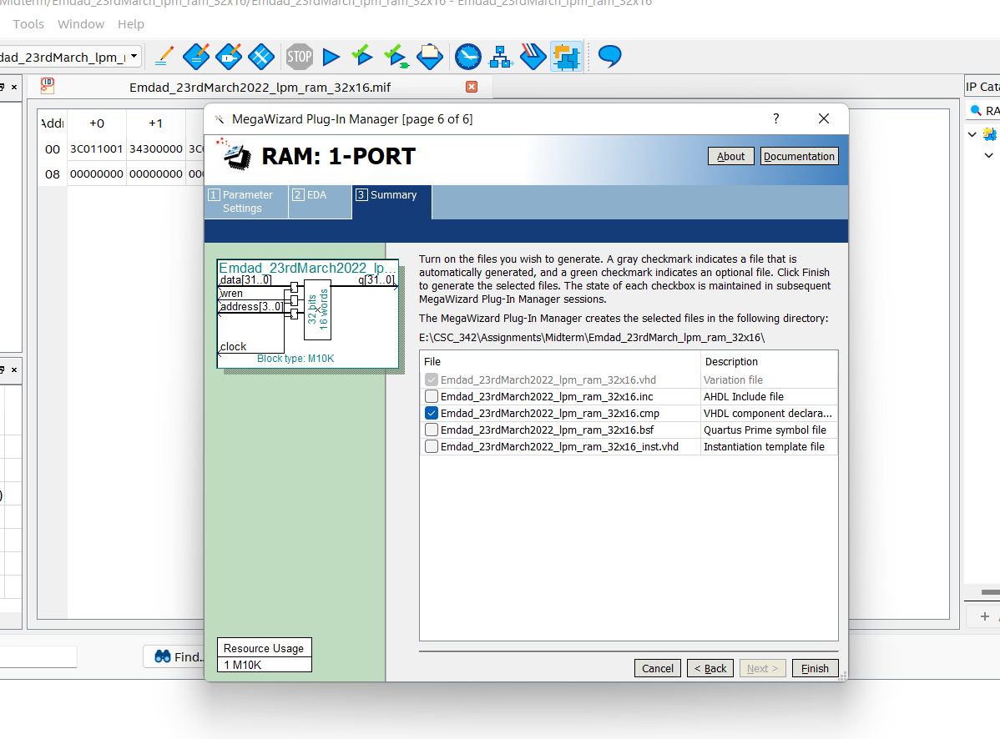 Midterm/Emdad_23rdMarch_lpm_ram_32x16/Emdad_23rdMarch_lpm_ram_32x16 - Emdad_23rdMarch_lpm_ram_32x16
Tools Window Help
dad_23rdMarch_lpm_
STOP
Emdad_23rdMarch2022_lpm_ram_32x16.mif
IP Cata
RA
Addr +0 +1
00 3C011001 34300000 3C0
08 00000000 00000000 000
MegaWizard Plug-In Manager [page 6 of 6] ?
RAM: 1-PORT
About Documentation
1 Parameter Settings
2 EDA
3 Summary
Emdad_23rdMarch2022_lp...
data[31..0] q[31..0]
wren
address[3..0]
32 bits
16 words
clock
Block type: M10K
Turn on the files you wish to generate. A gray checkmark indicates a file that is
automatically generated, and a green checkmark indicates an optional file. Click Finish
to generate the selected files. The state of each checkbox is maintained in subsequent
MegaWizard Plug-In Manager sessions.
The MegaWizard Plug-In Manager creates the selected files in the following directory:
E:\CSC_342\Assignments\Midterm\Emdad_23rdMarch_lpm_ram_32x16\
File Description
Emdad_23rdMarch2022_lpm_ram_32x16.vhd Variation file
Emdad_23rdMarch2022_lpm_ram_32x16.inc AHDL Include file
Emdad_23rdMarch2022_lpm_ram_32x16.cmp VHDL component declara...
Emdad_23rdMarch2022_lpm_ram_32x16.bsf Quartus Prime symbol file
Emdad_23rdMarch2022_lpm_ram_32x16_inst.vhd Instantiation template file
Resource Usage
1 M10K
Find..
Cancel < Back Next > Finish